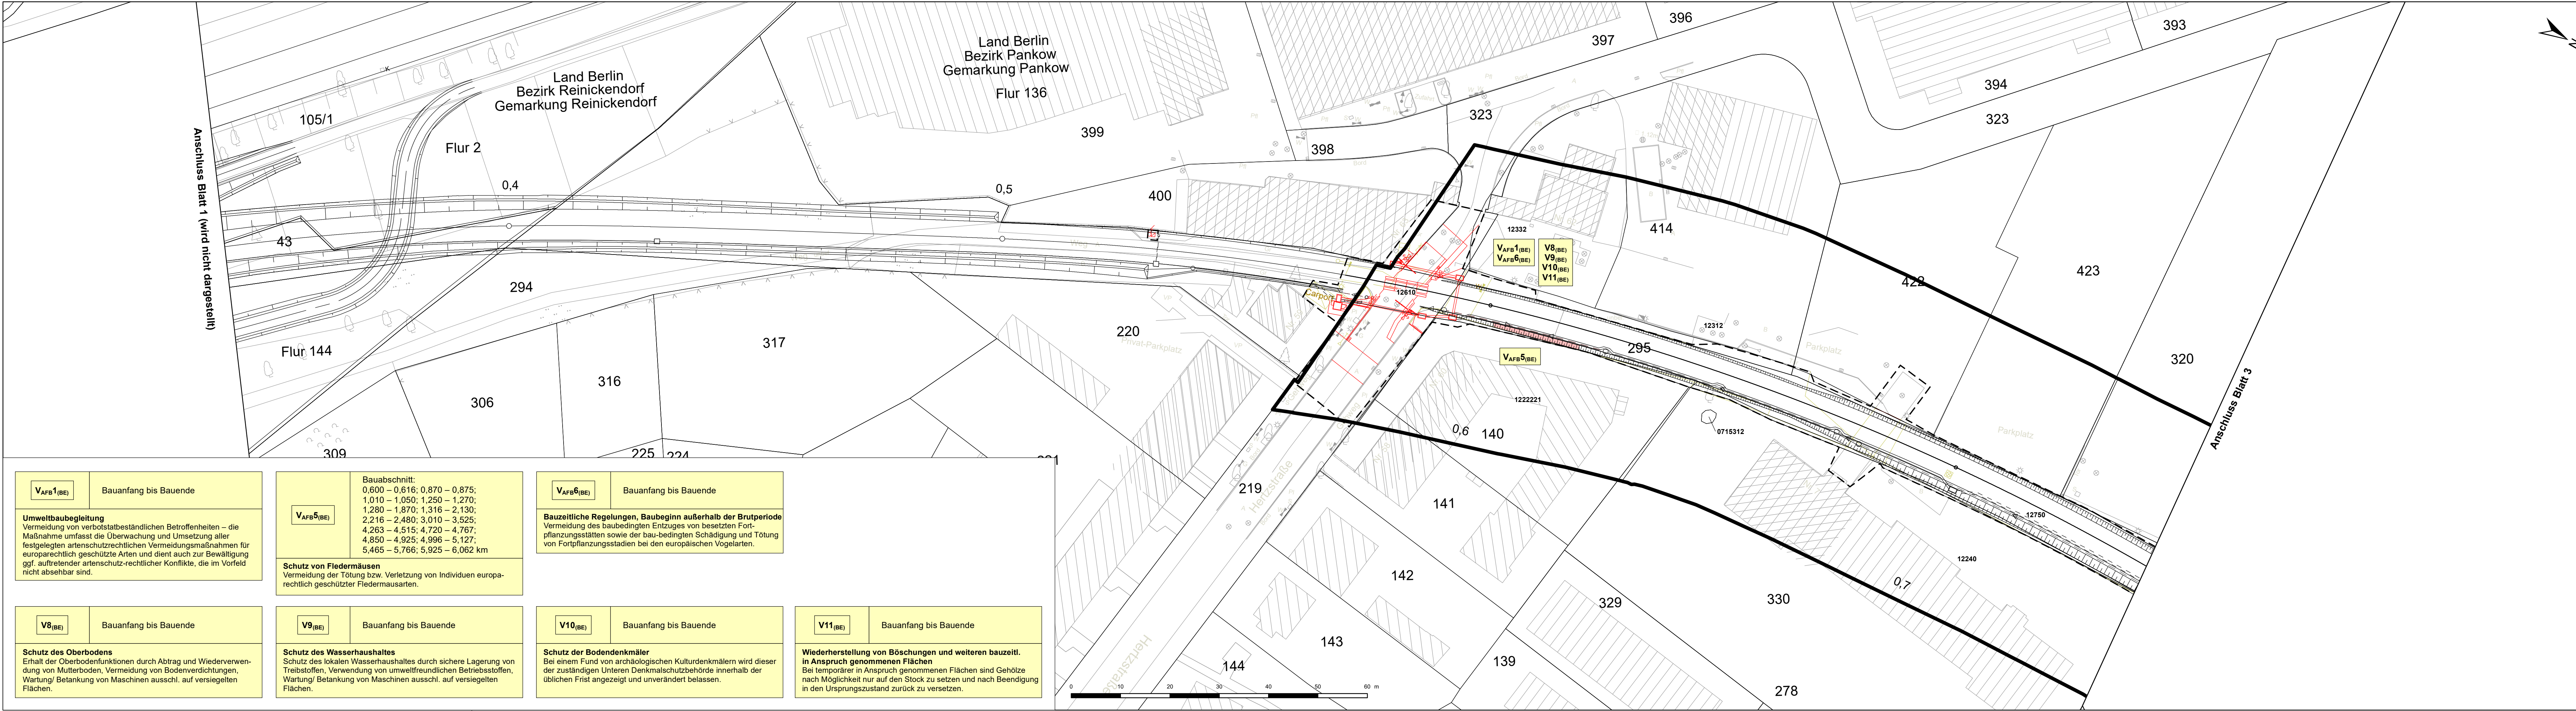 396
393
397
394
Land Berlin
Bezirk Pankow
Gemarkung Pankow
Flur 136
Land Berlin
Bezirk Reinickendorf
Gemarkung Reinickendorf
K
105/1
Flur 2
399
323
323
398
Anschluss Blatt 1 (wird nicht dargestellt)
0,4
0,5
400
43
294
Flur 144
12332
414
VAFB1(BE)
VAFB6(BE)
V8(BE)
V9(BE)
V10(BE)
V11(BE)
422
423
Carport
12610
12312
295
Parkplatz
320
220
Privat-Parkplatz
317
316
306
309
225
224
VAFB5(BE)
1222221
0,6
140
0715312
Parkplatz
Anschluss Blatt 3
219
Hertzstraße
141
12750
12240
142
0,7
329
330
143
144
139
278
Hertzstraße
N
0 10 20 30 40 50 60 m
VAFB1(BE)
Bauanfang bis Bauende
Umweltbaubegleitung
Vermeidung von verbotstatbeständlichen Betroffenheiten – die
Maßnahme umfasst die Überwachung und Umsetzung aller
festgelegten artenschutzrechtlichen Vermeidungsmaßnahmen für
europarechtlich geschützte Arten und dient auch zur Bewältigung
ggf. auftretender artenschutz-rechtlicher Konflikte, die im Vorfeld
nicht absehbar sind.
VAFB5(BE)
Bauabschnitt:
0,600 – 0,616; 0,870 – 0,875;
1,010 – 1,050; 1,250 – 1,270;
1,280 – 1,870; 1,316 – 2,130;
2,216 – 2,480; 3,010 – 3,525;
4,263 – 4,515; 4,720 – 4,767;
4,850 – 4,925; 4,996 – 5,127;
5,465 – 5,766; 5,925 – 6,062 km
Schutz von Fledermäusen
Vermeidung der Tötung bzw. Verletzung von Individuen europa-
rechtlich geschützter Fledermausarten.
VAFB6(BE)
Bauanfang bis Bauende
Bauzeitliche Regelungen, Baubeginn außerhalb der Brutperiode
Vermeidung des baubedingten Entzuges von besetzten Fort-
pflanzungsstätten sowie der bau-bedingten Schädigung und Tötung
von Fortpflanzungsstadien bei den europäischen Vogelarten.
V8(BE)
Bauanfang bis Bauende
Schutz des Oberbodens
Erhalt der Oberbodenfunktionen durch Abtrag und Wiederverwen-
dung von Mutterboden, Vermeidung von Bodenverdichtungen,
Wartung/ Betankung von Maschinen ausschl. auf versiegelten
Flächen.
V9(BE)
Bauanfang bis Bauende
Schutz des Wasserhaushaltes
Schutz des lokalen Wasserhaushaltes durch sichere Lagerung von
Treibstoffen, Verwendung von umweltfreundlichen Betriebsstoffen,
Wartung/ Betankung von Maschinen ausschl. auf versiegelten
Flächen.
V10(BE)
Bauanfang bis Bauende
Schutz der Bodendenkmäler
Bei einem Fund von archäologischen Kulturdenkmälern wird dieser
der zuständigen Unteren Denkmalschutzbehörde innerhalb der
üblichen Frist angezeigt und unverändert belassen.
V11(BE)
Bauanfang bis Bauende
Wiederherstellung von Böschungen und weiteren bauzeitl.
in Anspruch genommenen Flächen
Bei temporärer in Anspruch genommenen Flächen sind Gehölze
nach Möglichkeit nur auf den Stock zu setzen und nach Beendigung
in den Ursprungszustand zurück zu versetzen.